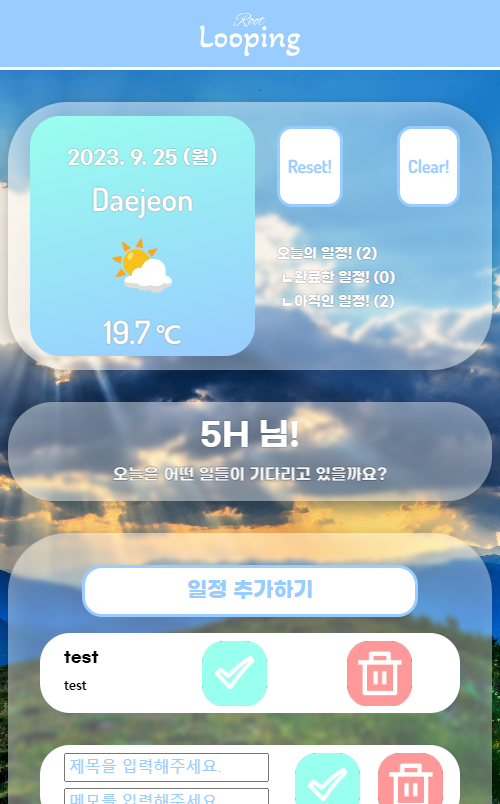 Root
Looping
2023. 9. 25 (월)
Daejeon
19.7 ℃
Reset!
Clear!
오늘의 일정! (2)
ㄴ완료한 일정! (0)
ㄴ아직인 일정! (2)
5H 님!
오늘은 어떤 일들이 기다리고 있을까요?
일정 추가하기
test
test
제목을 입력해주세요.
메모를 입력해주세요.